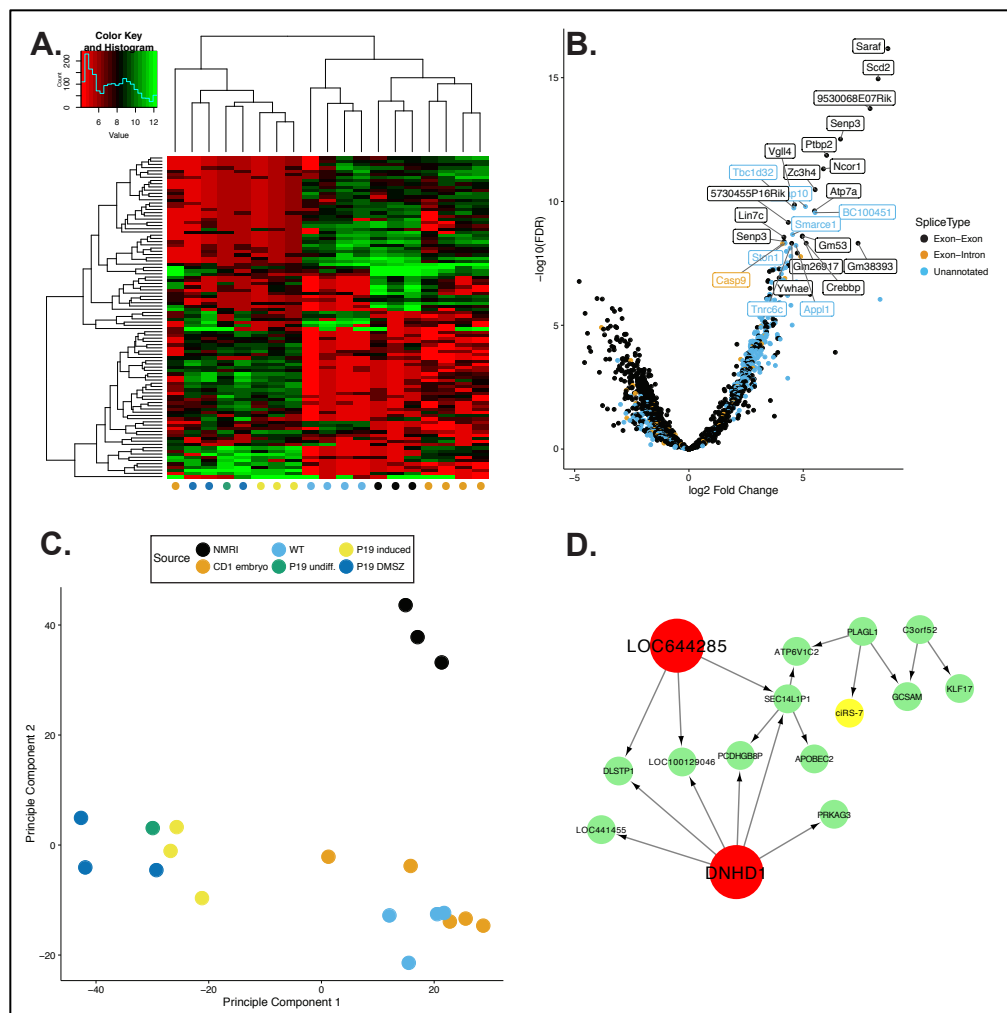 A.
Color Key
and Histogram
Count
0 100 200
6 8 10 12
Value
B.
Saraf
Scd2
9530068E07Rik
Senp3
Ptbp2
Vgll4
Ncor1
Tbc1d32
Zc3h4
5730455P16Rik
p10
Atp7a
Lin7c
BC100451
Smarce1
Senp3
Gm53
Ston1
Gm26917
Gm38393
Casp9
Ywhae
Crebbp
Tnrc6c
Appl1
15
10
5
0
-log10(FDR)
−5 0 5
log2 Fold Change
SpliceType
Exon−Exon
Exon−Intron
Unannotated
C.
Source
NMRI
WT
P19 induced
CD1 embryo
P19 undiff.
P19 DMSZ
40
20
0
−20
Principle Component 2
−40 −20 0 20
Principle Component 1
D.
LOC644285
ATP6V1C2
PLAGL1
C3orf52
SEC14L1P1
GCSAM
KLF17
ciRS-7
DLSTP1
LOC100129046
PCDHGB8P
APOBEC2
LOC441455
PRKAG3
DNHD1